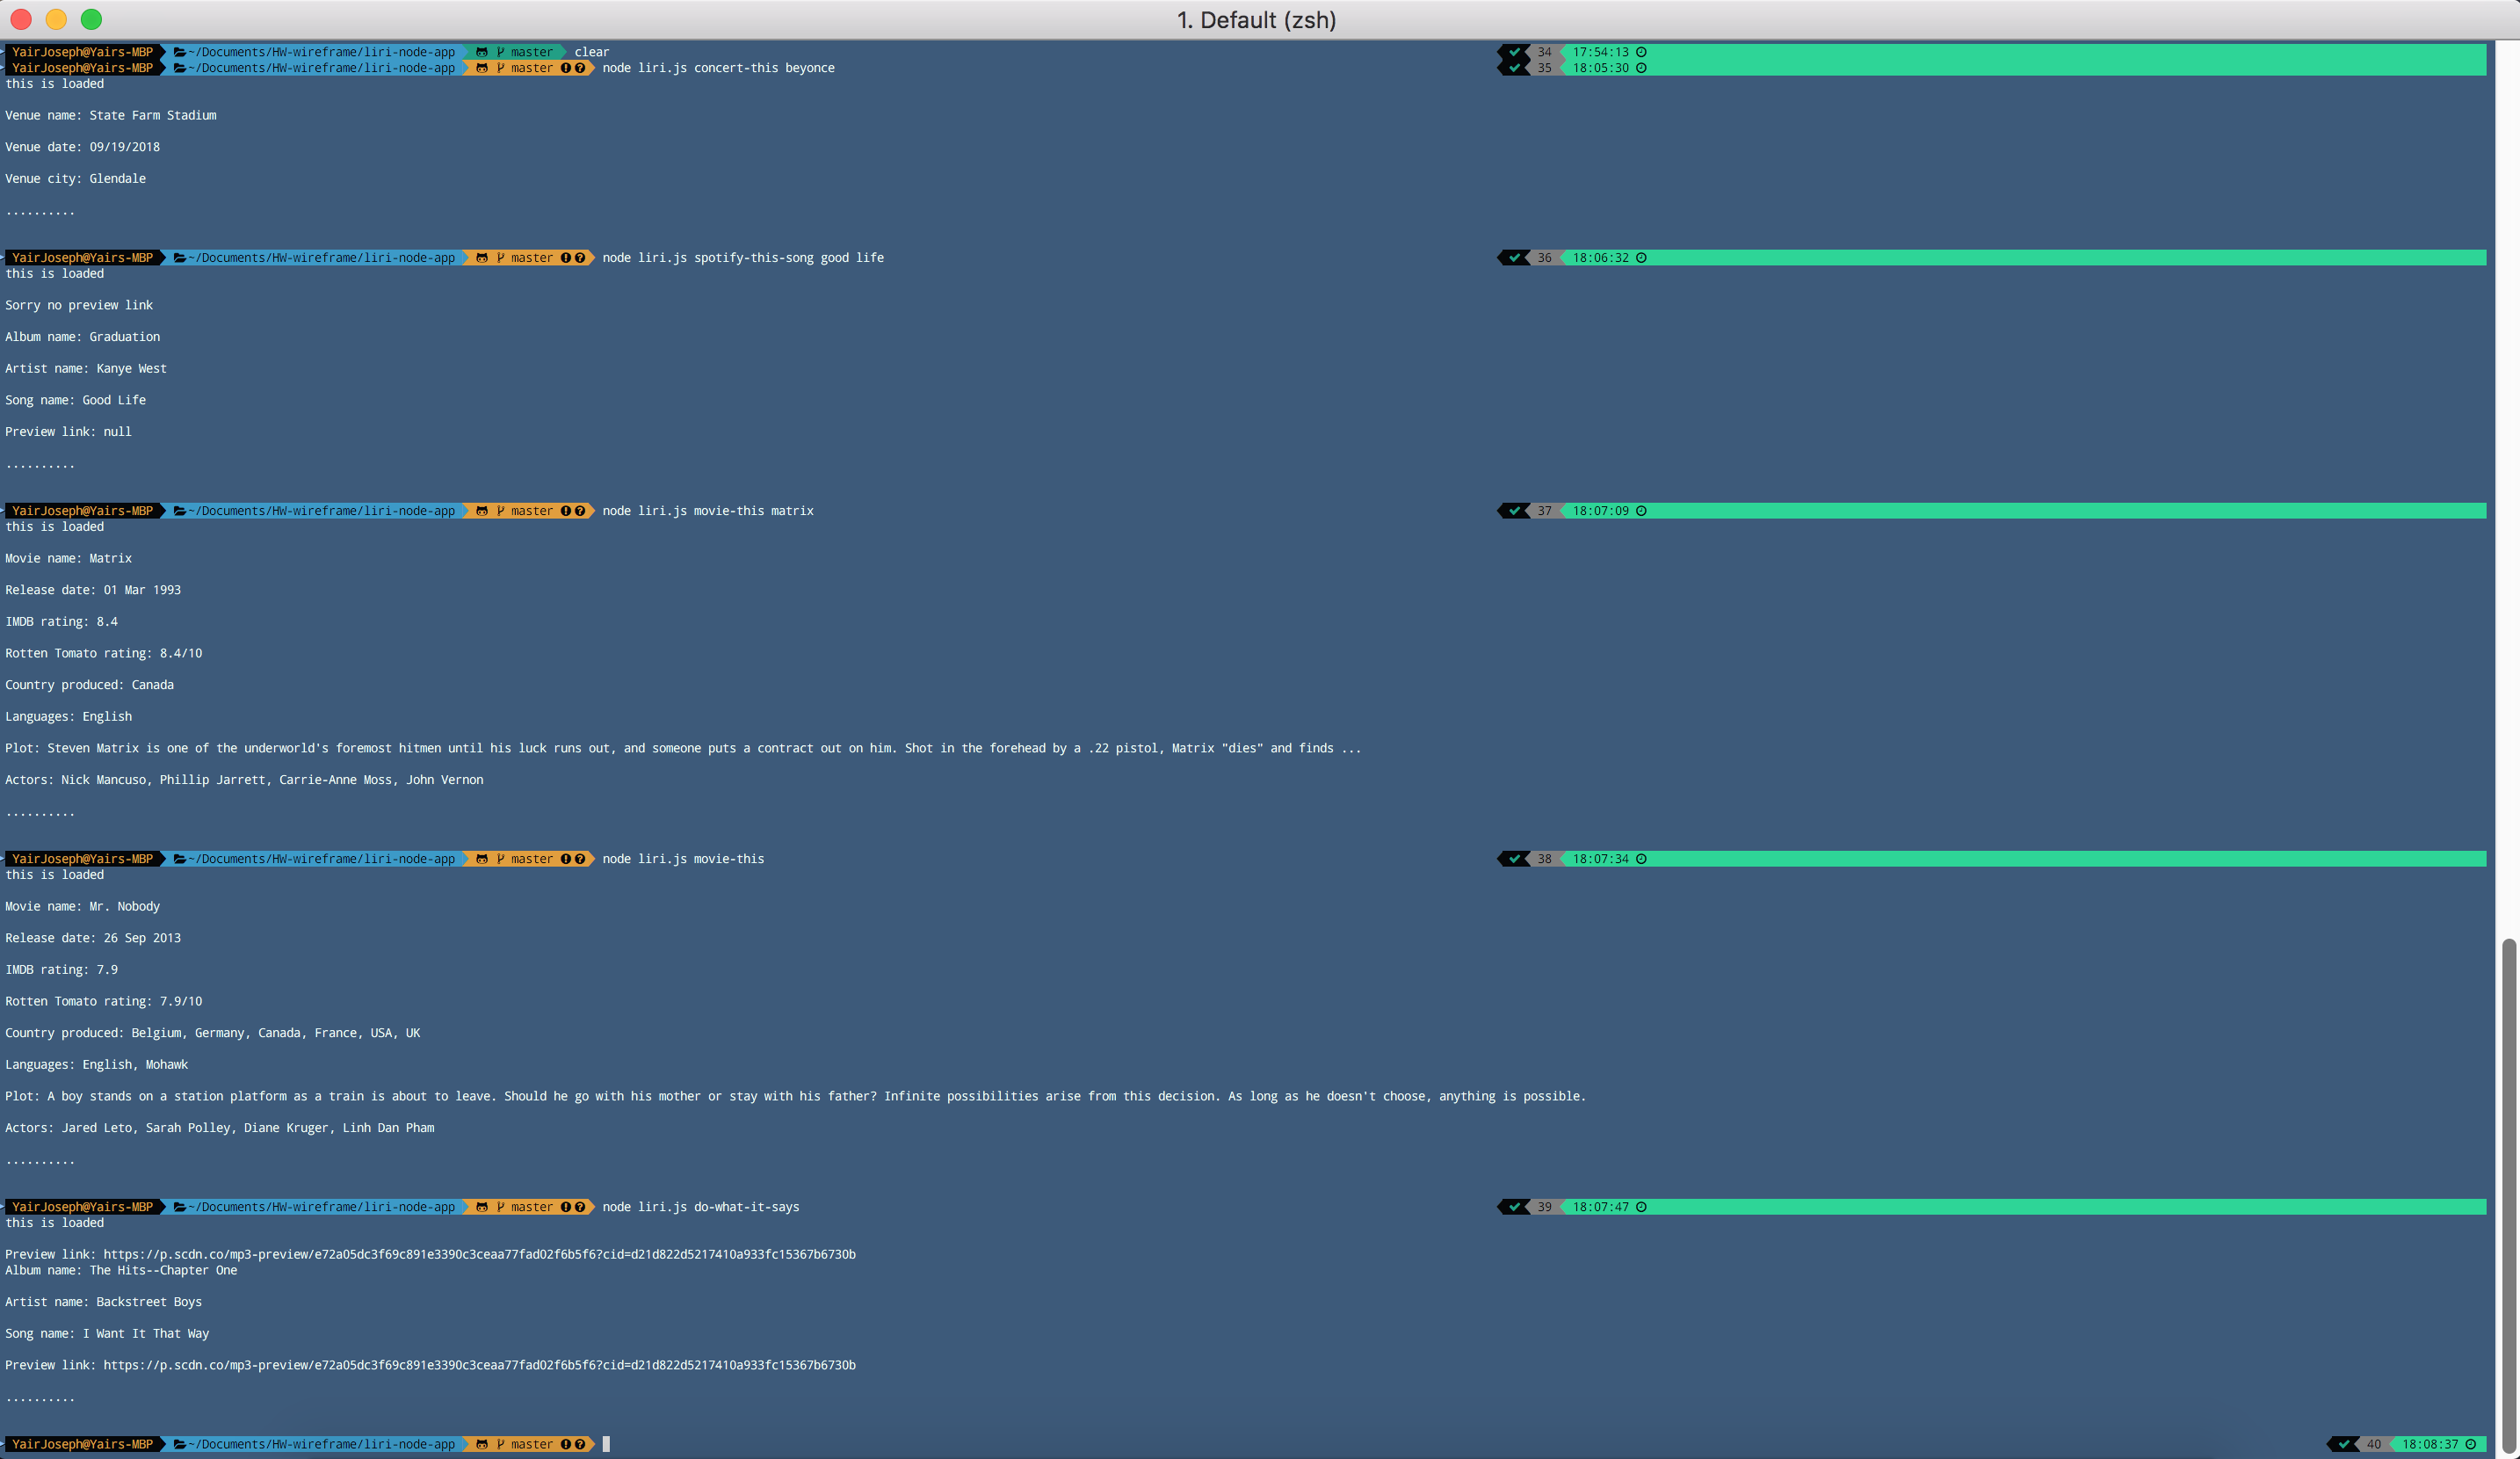 1. Default (zsh)
YairJoseph@Yairs-MBP ~/Documents/HW-wireframe/liri-node-app master clear 34 17:54:13
YairJoseph@Yairs-MBP ~/Documents/HW-wireframe/liri-node-app master node liri.js concert-this beyonce 35 18:05:30
this is loaded
Venue name: State Farm Stadium
Venue date: 09/19/2018
Venue city: Glendale
..........
YairJoseph@Yairs-MBP ~/Documents/HW-wireframe/liri-node-app master node liri.js spotify-this-song good life 36 18:06:32
this is loaded
Sorry no preview link
Album name: Graduation
Artist name: Kanye West
Song name: Good Life
Preview link: null
..........
YairJoseph@Yairs-MBP ~/Documents/HW-wireframe/liri-node-app master node liri.js movie-this matrix 37 18:07:09
this is loaded
Movie name: Matrix
Release date: 01 Mar 1993
IMDB rating: 8.4
Rotten Tomato rating: 8.4/10
Country produced: Canada
Languages: English
Plot: Steven Matrix is one of the underworld's foremost hitmen until his luck runs out, and someone puts a contract out on him. Shot in the forehead by a .22 pistol, Matrix "dies" and finds ...
Actors: Nick Mancuso, Phillip Jarrett, Carrie-Anne Moss, John Vernon
..........
YairJoseph@Yairs-MBP ~/Documents/HW-wireframe/liri-node-app master node liri.js movie-this 38 18:07:34
this is loaded
Movie name: Mr. Nobody
Release date: 26 Sep 2013
IMDB rating: 7.9
Rotten Tomato rating: 7.9/10
Country produced: Belgium, Germany, Canada, France, USA, UK
Languages: English, Mohawk
Plot: A boy stands on a station platform as a train is about to leave. Should he go with his mother or stay with his father? Infinite possibilities arise from this decision. As long as he doesn't choose, anything is possible.
Actors: Jared Leto, Sarah Polley, Diane Kruger, Linh Dan Pham
..........
YairJoseph@Yairs-MBP ~/Documents/HW-wireframe/liri-node-app master node liri.js do-what-it-says 39 18:07:47
this is loaded
Preview link: https://p.scdn.co/mp3-preview/e72a05dc3f69c891e3390c3ceaa77fad02f6b5f6?cid=d21d822d5217410a933fc15367b6730b
Album name: The Hits--Chapter One
Artist name: Backstreet Boys
Song name: I Want It That Way
Preview link: https://p.scdn.co/mp3-preview/e72a05dc3f69c891e3390c3ceaa77fad02f6b5f6?cid=d21d822d5217410a933fc15367b6730b
..........
YairJoseph@Yairs-MBP ~/Documents/HW-wireframe/liri-node-app master 40 18:08:37